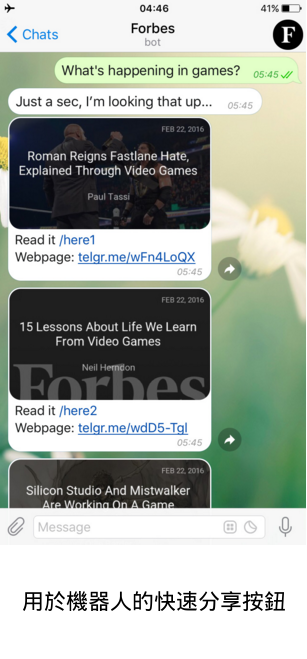 04:46
41%
Chats
Forbes
bot
F
What's happening in games? 05:45
Just a sec, I'm looking that up... 05:45
FEB 22, 2016
Roman Reigns Fastlane Hate,
Explained Through Video Games
Paul Tassi
Read it /here1
Webpage: telgr.me/wFn4LoQX
05:45
FEB 22, 2016
15 Lessons About Life We Learn
From Video Games
Neil Herndon
Forbes
Read it /here2
Webpage: telgr.me/wdD5-Tgl
05:45
FEB 22, 2016
Silicon Studio And Mistwalker
Are Working On A Game
Message
用於機器人的快速分享按鈕